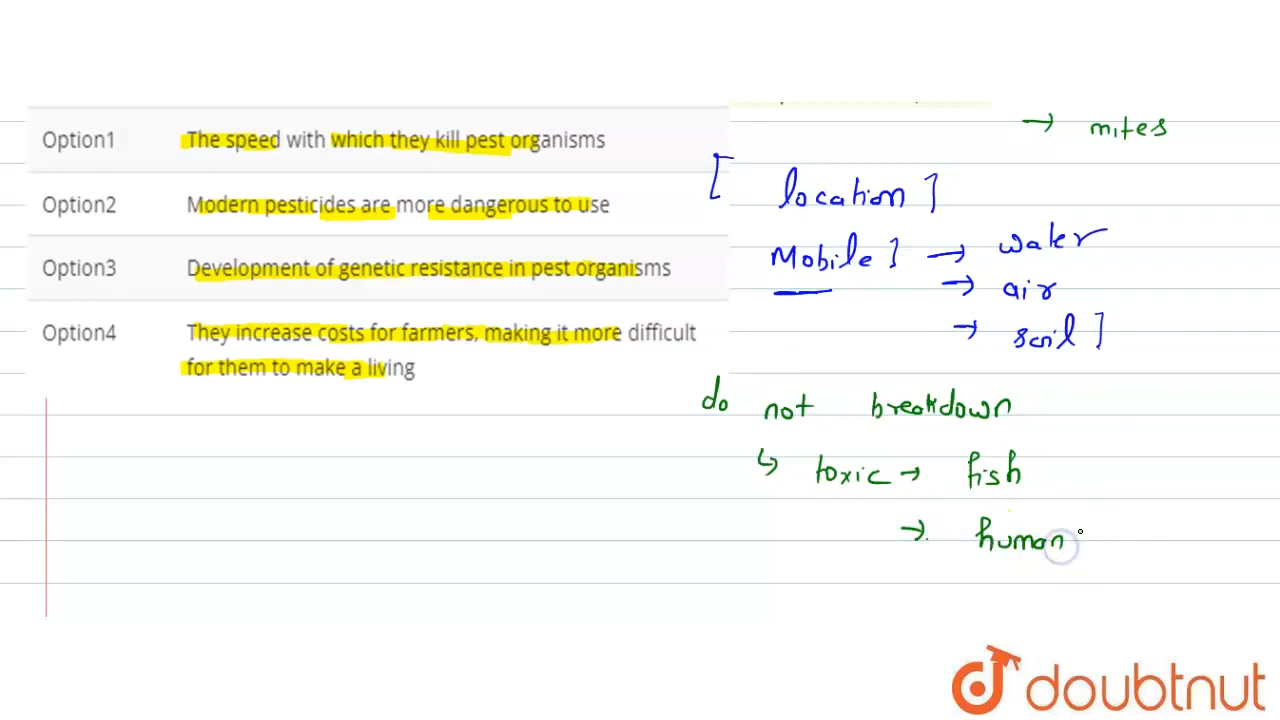 Option1 The speed with which they kill pest organisms
Option2 Modern pesticides are more dangerous to use
Option3 Development of genetic resistance in pest organisms
Option4 They increase costs for farmers, making it more difficult
for them to make a living
→ mites
[ location ]
Mobile ] → water
→ air
→ soil ]
do not breakdown
↳ toxic → fish
→ human
doubtnut